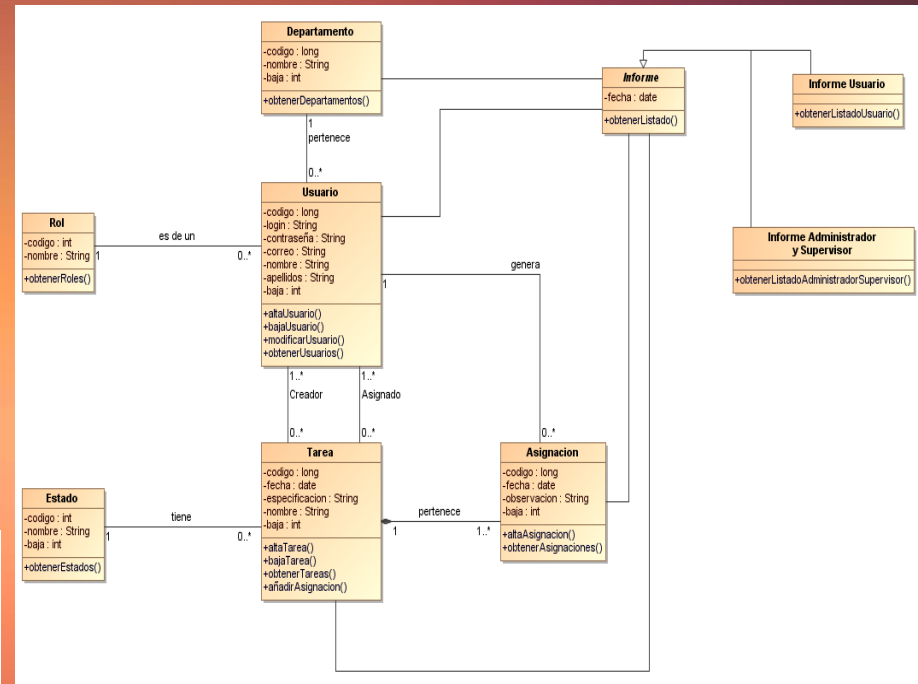 Departamento
-codigo : long
-nombre : String
-baja : int
+obtenerDepartamentos()
1
pertenece
0..*
Informe
-fecha : date
+obtenerListado()
Informe Usuario
+obtenerListadoUsuario()
Informe Administrador
y Supervisor
+obtenerListadoAdministradorSupervisor()
Rol
-codigo : int
-nombre : String
+obtenerRoles()
1
es de un
0..*
Usuario
-codigo : long
-login : String
-contraseña : String
-correo : String
-nombre : String
-apellidos : String
-baja : int
+altaUsuario()
+bajaUsuario()
+modificarUsuario()
+obtenerUsuarios()
1
genera
0..*
1..*
Creador
0..*
1..*
Asignado
0..*
Estado
-codigo : int
-nombre : String
-baja : int
+obtenerEstados()
1
tiene
0..*
Tarea
-codigo : long
-fecha : date
-especificacion : String
-nombre : String
-baja : int
+altaTarea()
+bajaTarea()
+obtenerTareas()
+añadirAsignacion()
1
pertenece
1..*
Asignacion
-codigo : long
-fecha : date
-observacion : String
-baja : int
+altaAsignacion()
+obtenerAsignaciones()